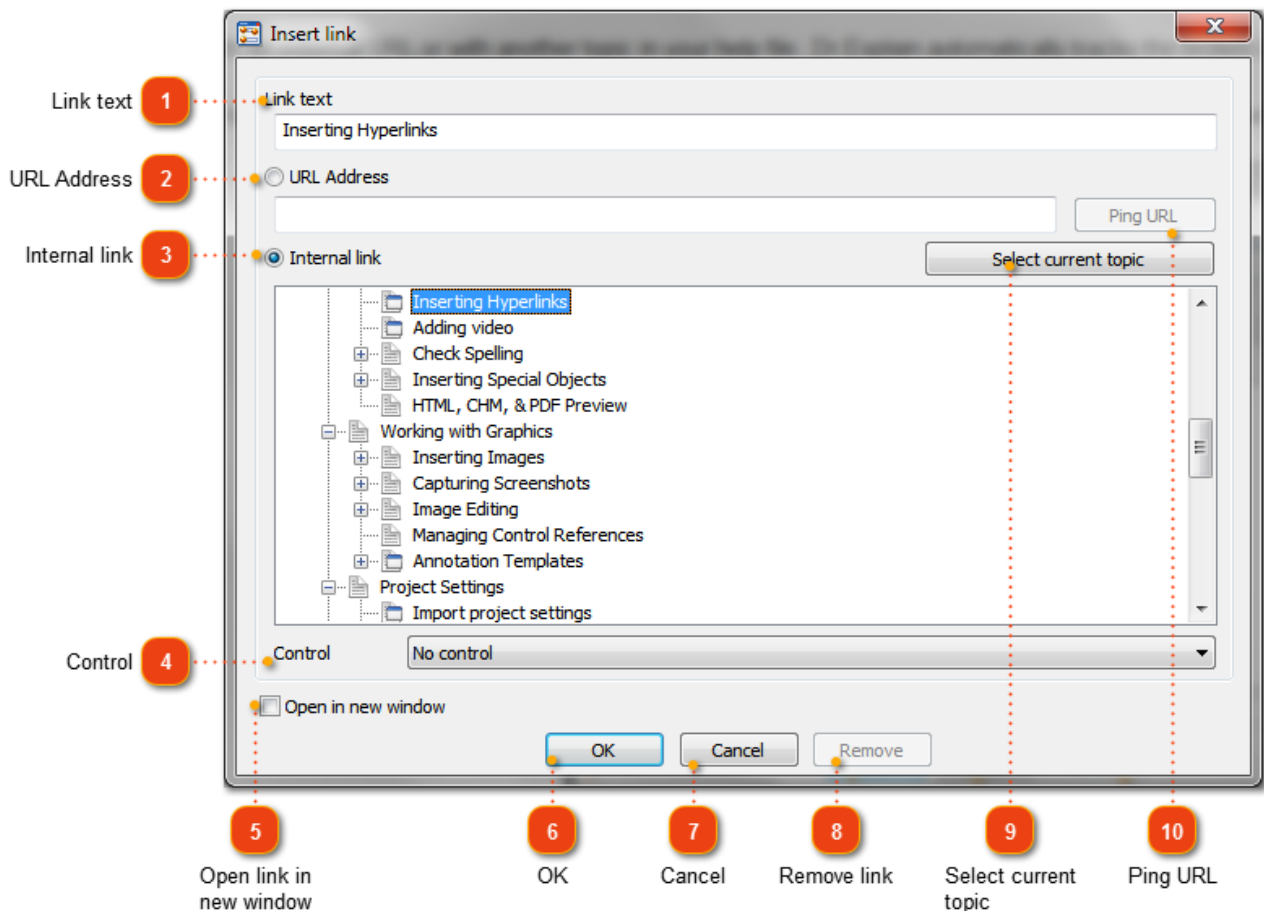 Insert link
Link text 1 Link text
Inserting Hyperlinks
URL Address 2 URL Address
Ping URL
Internal link 3 Internal link Select current topic
Inserting Hyperlinks
Adding video
Check Spelling
Inserting Special Objects
HTML, CHM, & PDF Preview
Working with Graphics
Inserting Images
Capturing Screenshots
Image Editing
Managing Control References
Annotation Templates
Project Settings
Import project settings
Control 4 Control No control
Open in new window
OK Cancel Remove
5 6 7 8 9 10
Open link in OK Cancel Remove link Select current Ping URL
new window topic